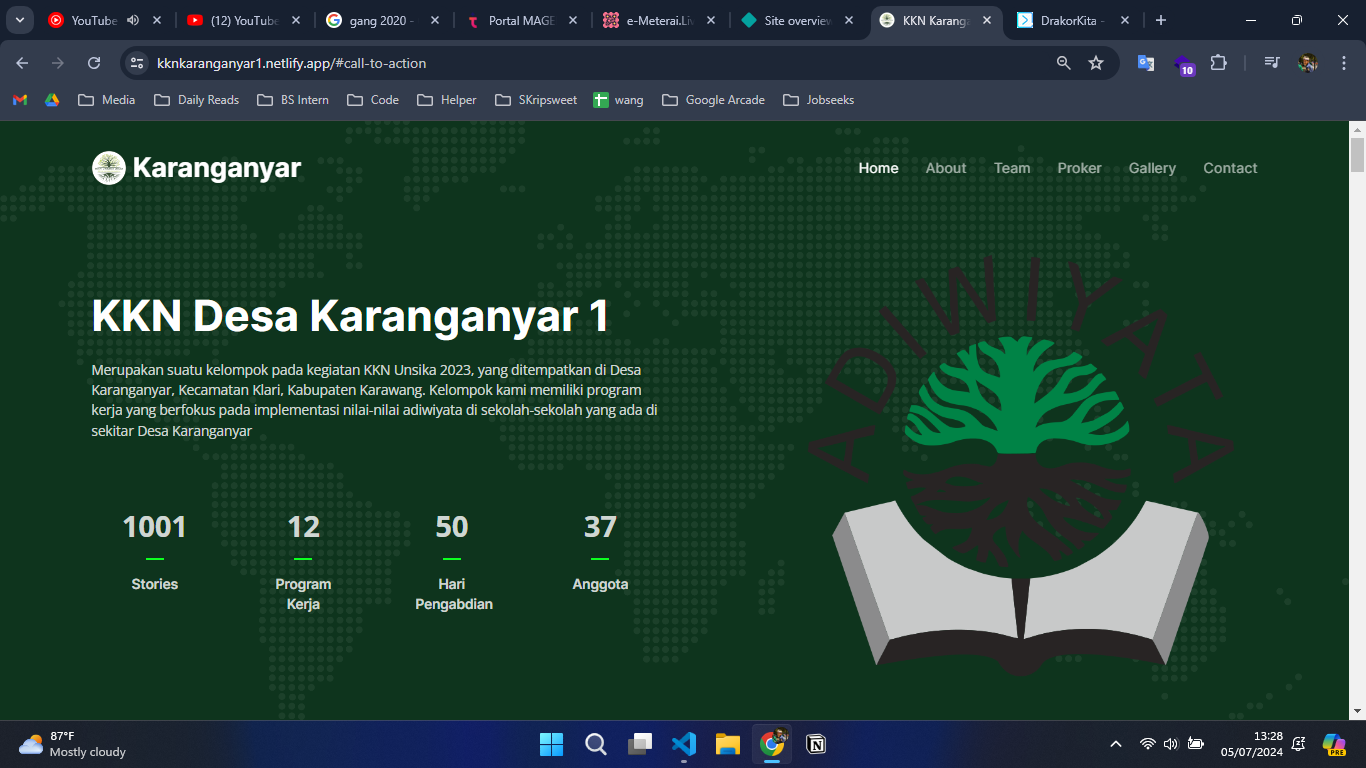 YouTube
(12) YouTube
gang 2020 -
Portal MAGE
e-Meterai.Liv
Site overview
KKN Karanga
DrakorKita -
kknkaranganyar1.netlify.app/#call-to-action
10
Media
Daily Reads
BS Intern
Code
Helper
SKripsweet
wang
Google Arcade
Jobseeks
Karanganyar
Home
About
Team
Proker
Gallery
Contact
KKN Desa Karanganyar 1
Merupakan suatu kelompok pada kegiatan KKN Unsika 2023, yang ditempatkan di Desa
Karanganyar, Kecamatan Klari, Kabupaten Karawang. Kelompok kami memiliki program
kerja yang berfokus pada implementasi nilai-nilai adiwiyata di sekolah-sekolah yang ada di
sekitar Desa Karanganyar
ADIWIYATA
1001
12
50
37
Stories
Program
Kerja
Hari
Pengabdian
Anggota
87°F
Mostly cloudy
13:28
05/07/2024
PRE